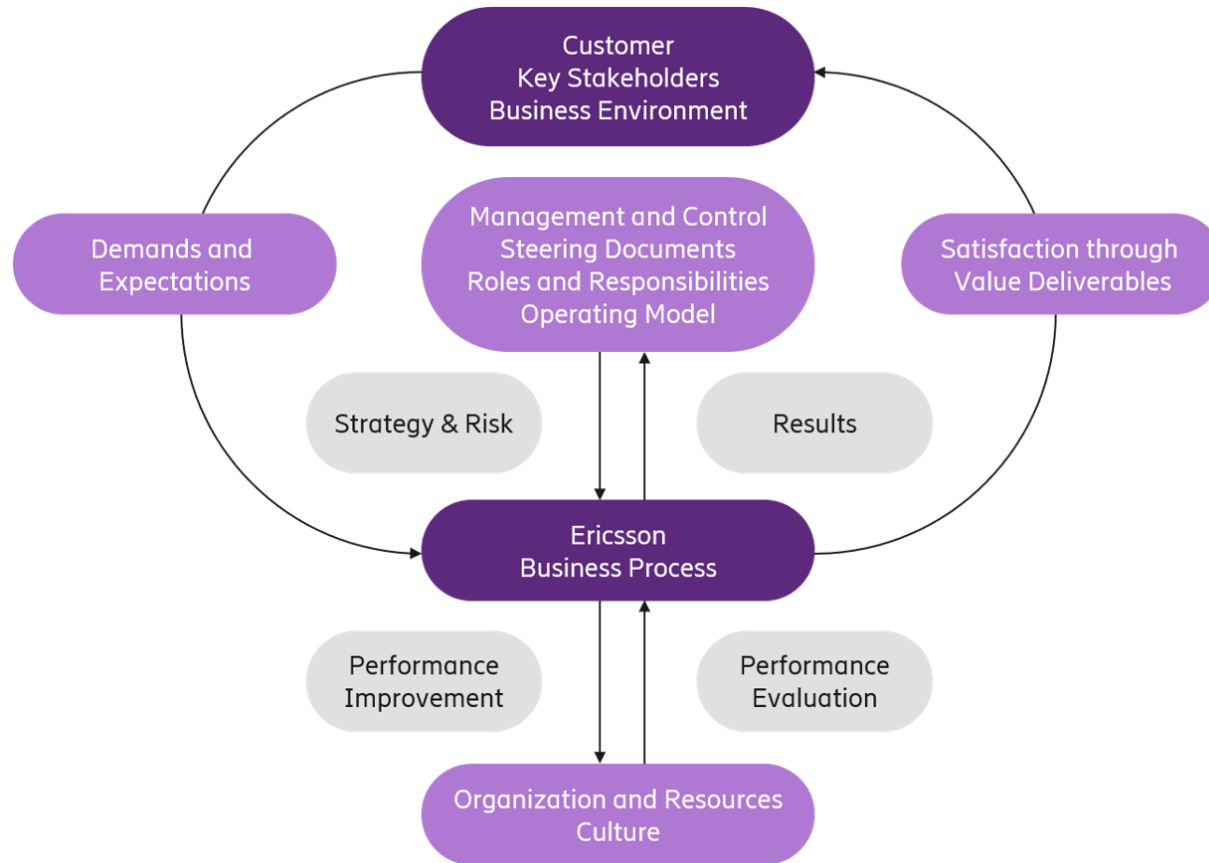 Customer
Key Stakeholders
Business Environment
Demands and
Expectations
Management and Control
Steering Documents
Roles and Responsibilities
Operating Model
Satisfaction through
Value Deliverables
Strategy & Risk
Results
Ericsson
Business Process
Performance
Improvement
Performance
Evaluation
Organization and Resources
Culture